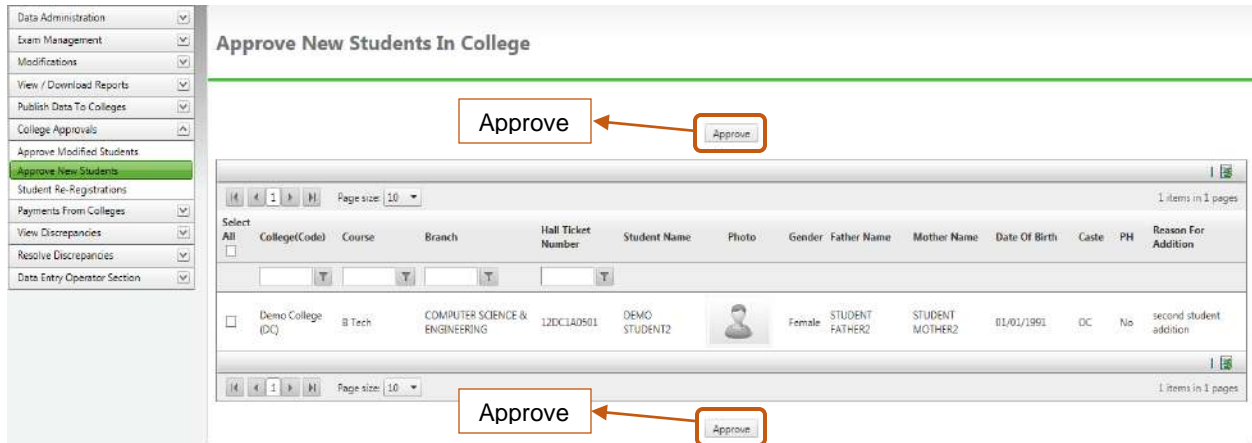 Data Administration
Exam Management
Modifications
View / Download Reports
Publish Data To Colleges
College Approvals
Approve Modified Students
Approve New Students
Student Re-Registrations
Payments From Colleges
View Discrepancies
Resolve Discrepancies
Data Entry Operator Section
Approve New Students In College
Approve
Approve
1 Page size: 10 1 items in 1 pages
Select All College(Code) Course Branch Hall Ticket Number Student Name Photo Gender Father Name Mother Name Date Of Birth Caste PH Reason For Addition
Demo College (DC) B Tech COMPUTER SCIENCE & ENGINEERING 12DC1A0501 DEMO STUDENT2 Female STUDENT FATHER2 STUDENT MOTHER2 01/01/1991 OC No second student addition
1 Page size: 10 1 items in 1 pages
Approve
Approve